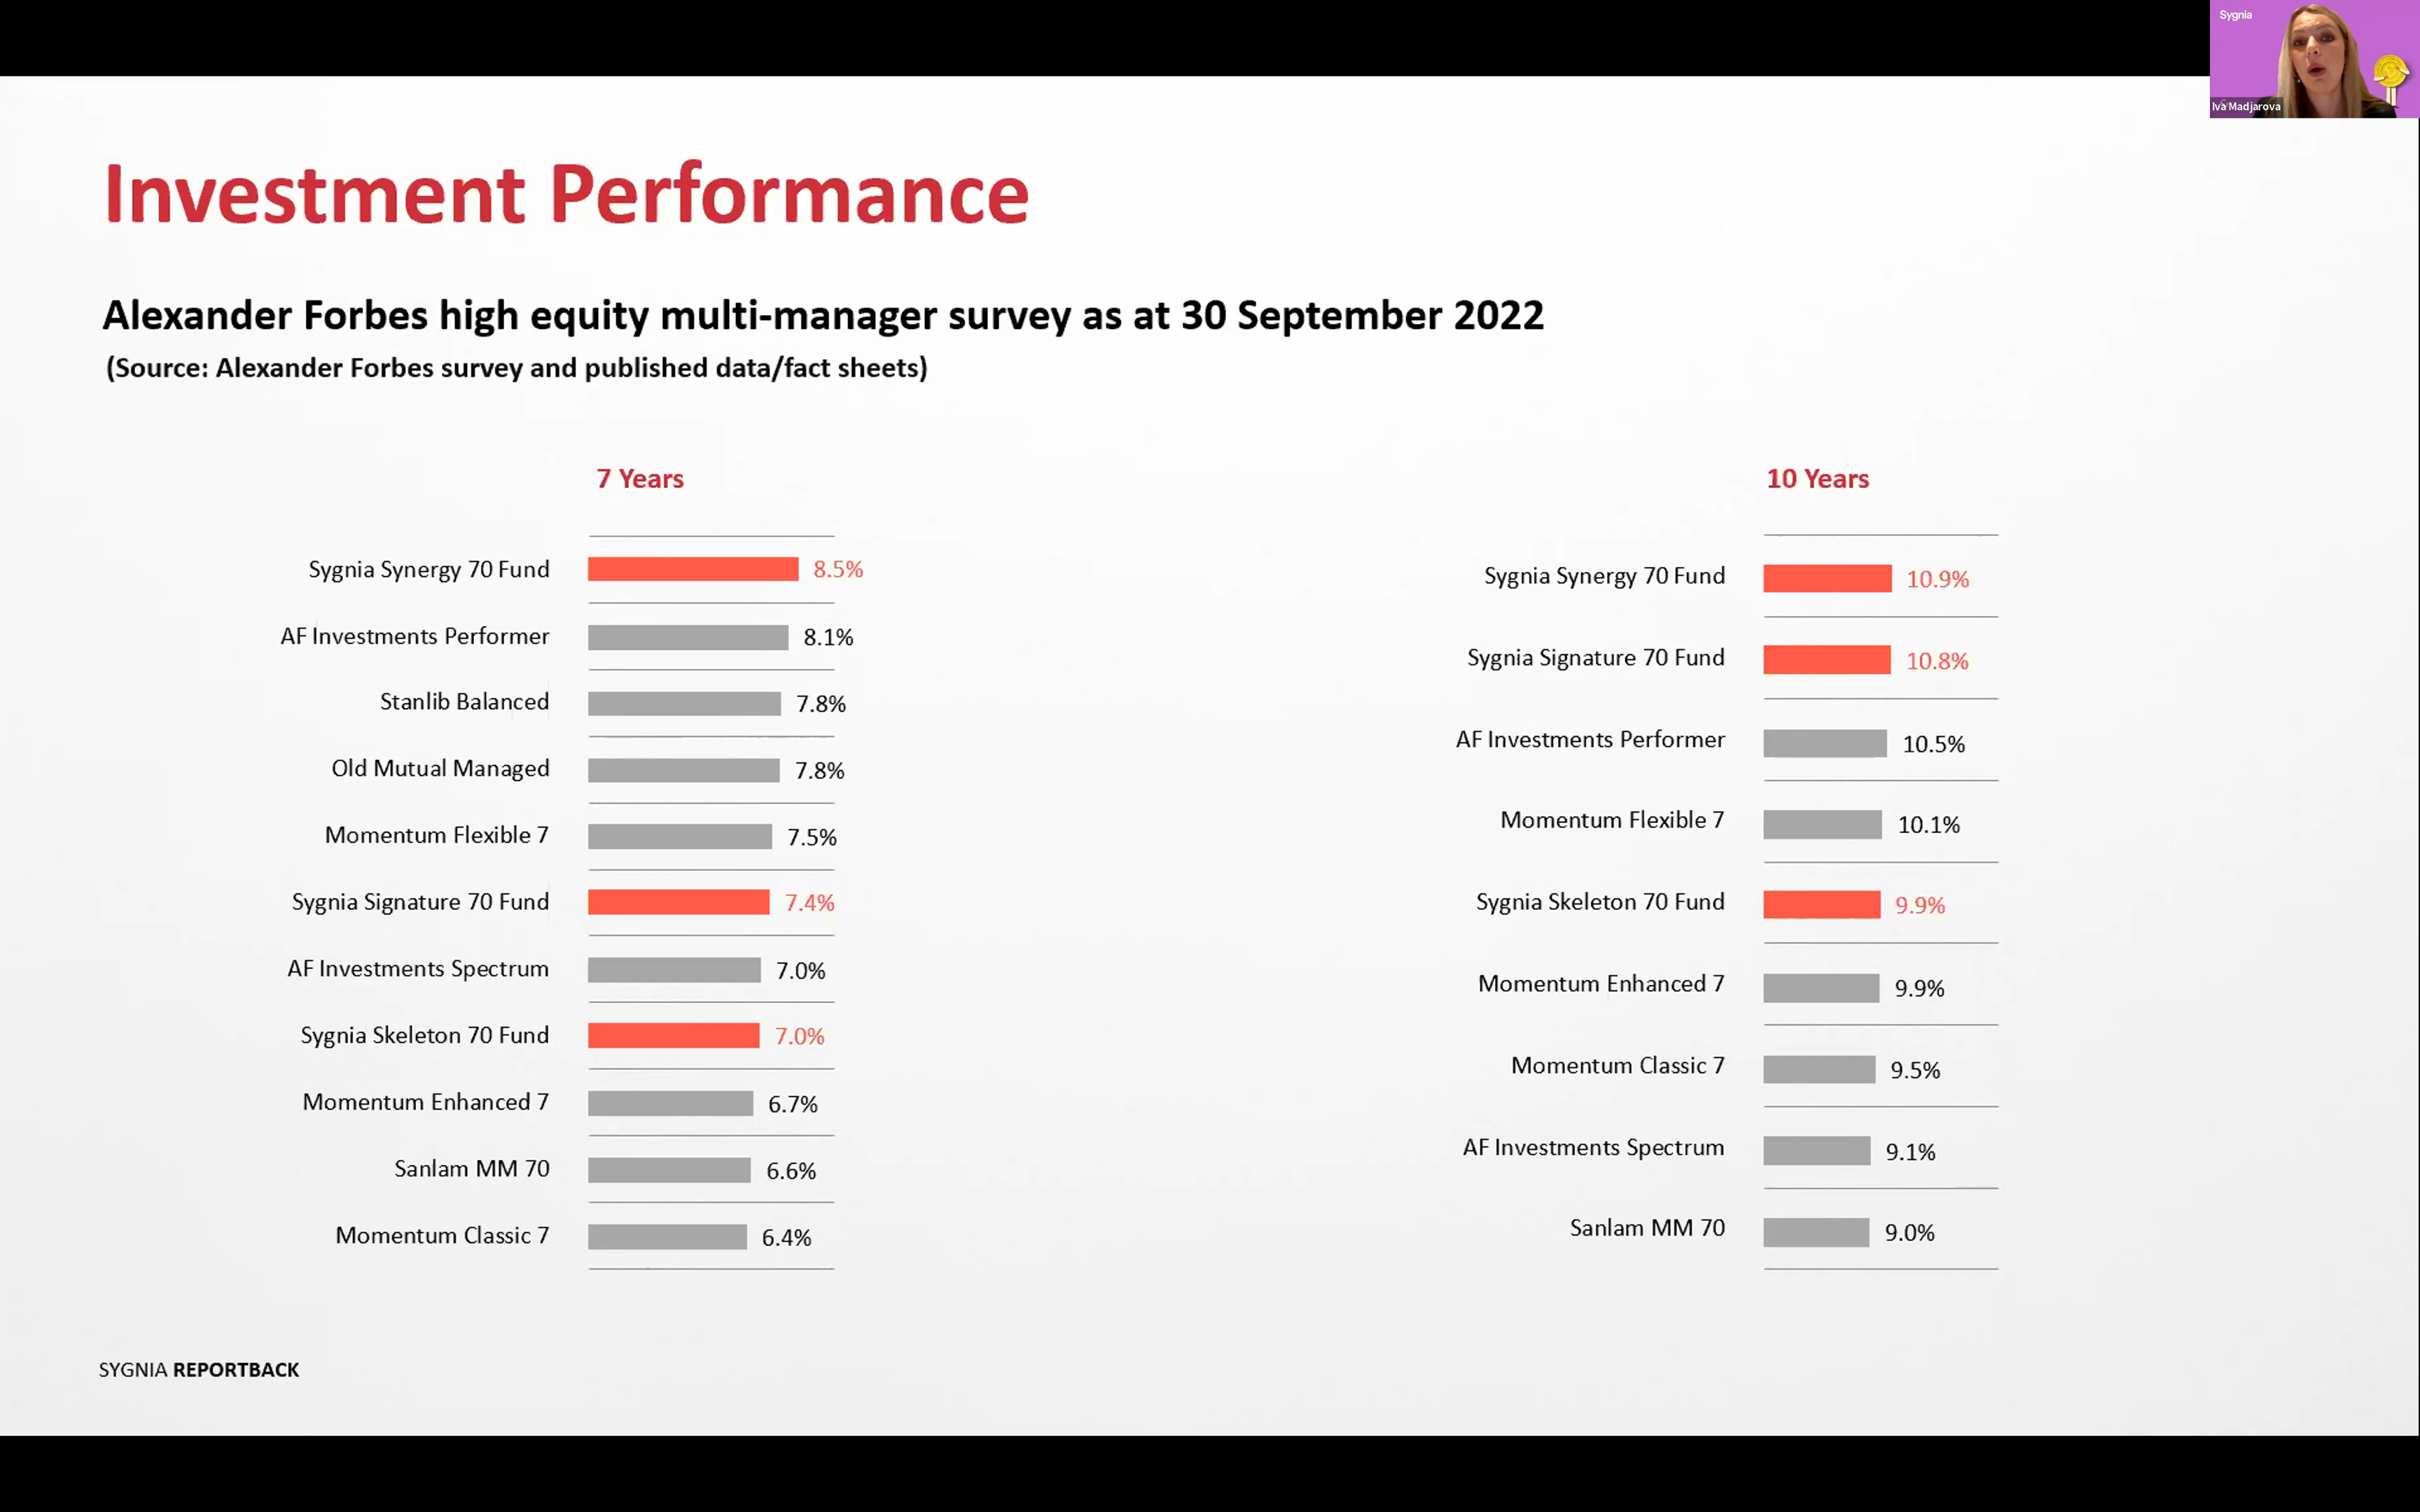 Sygnia
Iva Madjarova
Investment Performance
Alexander Forbes high equity multi-manager survey as at 30 September 2022
(Source: Alexander Forbes survey and published data/fact sheets)
7 Years
Sygnia Synergy 70 Fund 8.5%
AF Investments Performer 8.1%
Stanlib Balanced 7.8%
Old Mutual Managed 7.8%
Momentum Flexible 7 7.5%
Sygnia Signature 70 Fund 7.4%
AF Investments Spectrum 7.0%
Sygnia Skeleton 70 Fund 7.0%
Momentum Enhanced 7 6.7%
Sanlam MM 70 6.6%
Momentum Classic 7 6.4%
10 Years
Sygnia Synergy 70 Fund 10.9%
Sygnia Signature 70 Fund 10.8%
AF Investments Performer 10.5%
Momentum Flexible 7 10.1%
Sygnia Skeleton 70 Fund 9.9%
Momentum Enhanced 7 9.9%
Momentum Classic 7 9.5%
AF Investments Spectrum 9.1%
Sanlam MM 70 9.0%
SYGNIA REPORTBACK